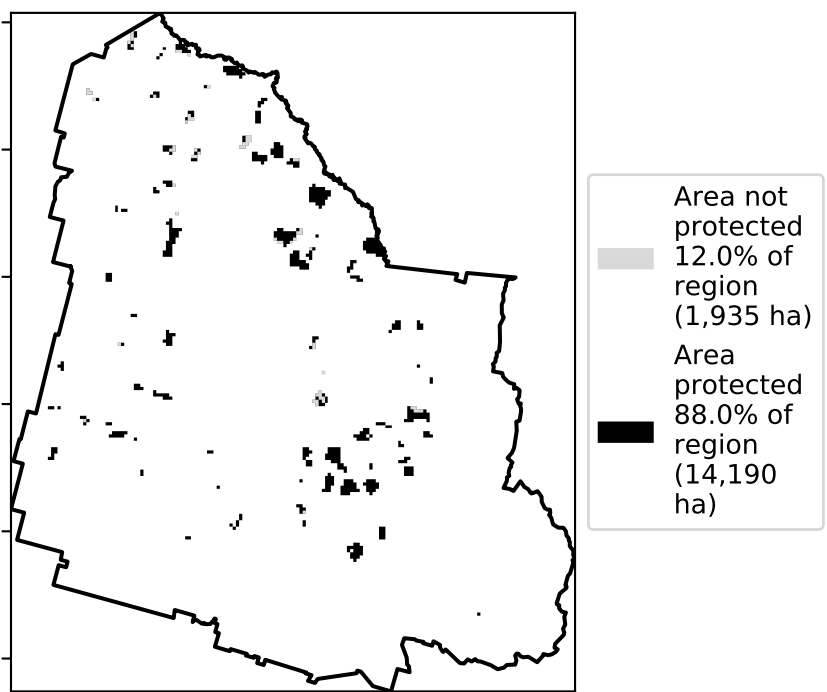 Area not
protected
12.0% of
region
(1,935 ha)
Area
protected
88.0% of
region
(14,190
ha)